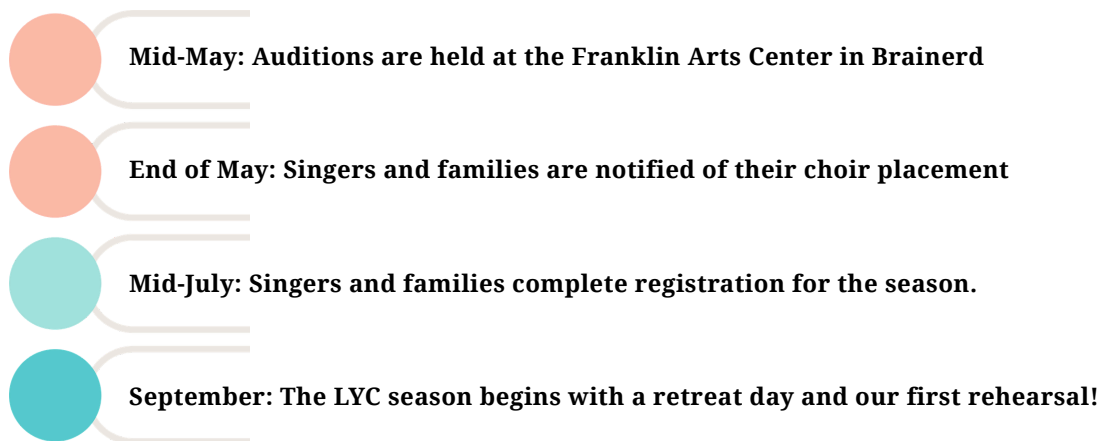 Mid-May: Auditions are held at the Franklin Arts Center in Brainerd
End of May: Singers and families are notified of their choir placement
Mid-July: Singers and families complete registration for the season.
September: The LYC season begins with a retreat day and our first rehearsal!